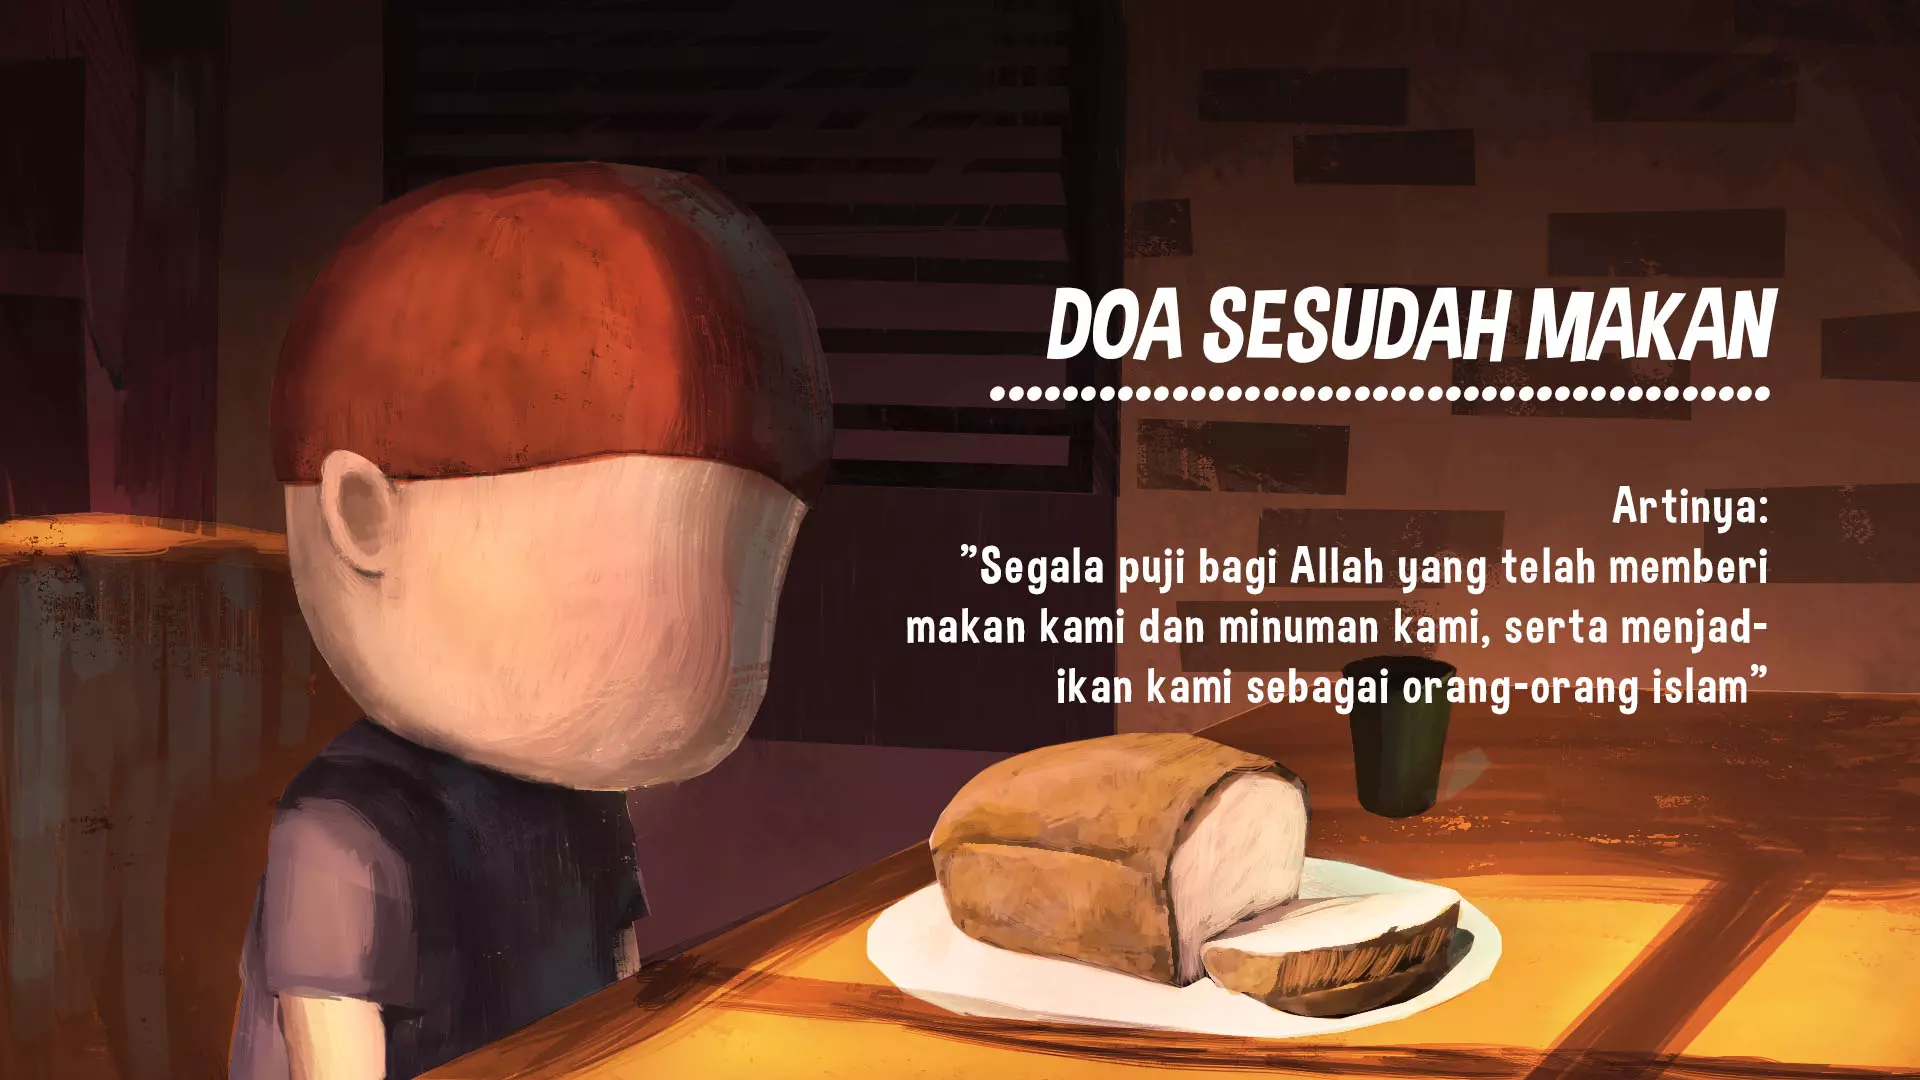 DOA SESUDAH MAKAN
Artinya:
"Segala puji bagi Allah yang telah memberi
makan kami dan minuman kami, serta menjad-
ikan kami sebagai orang-orang islam"